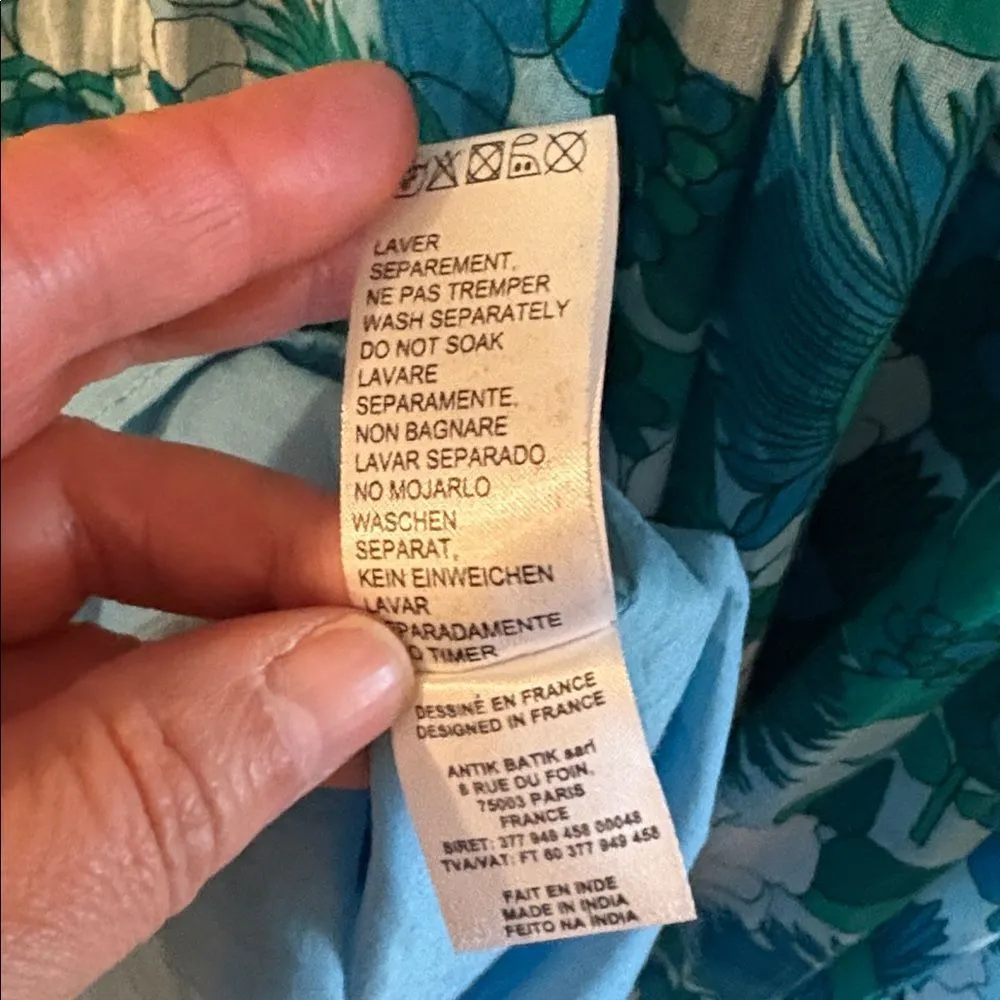 LAVER
SEPAREMENT,
NE PAS TREMPER
WASH SEPARATELY
DO NOT SOAK
LAVARE
SEPARAMENTE,
NON BAGNARE
LAVAR SEPARADO,
NO MOJARLO
WASCHEN
SEPARAT,
KEIN EINWEICHEN
LAVAR
TIMER
DESSINÉ EN FRANCE
DESIGNED IN FRANCE
ANTIK BATIK sarl
8 RUE DU FOIN,
75003 PARIS
FRANCE
SIRET: 377 949 458 00048
TVA/VAT: FT 60 377 949 458
FAIT EN INDE
MADE IN INDIA
FEITO NA INDIA